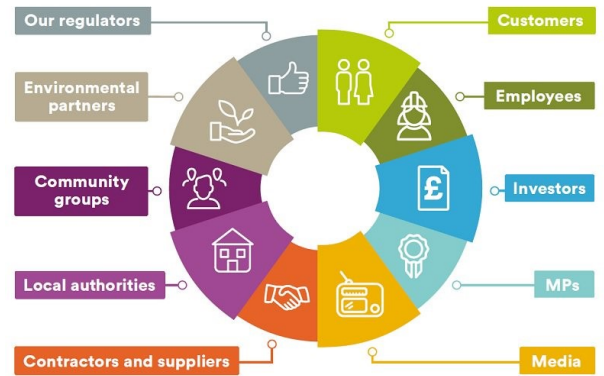 Our regulators
Customers
Environmental
partners
Employees
Community
groups
£
Investors
Local authorities
MPs
Contractors and suppliers
Media